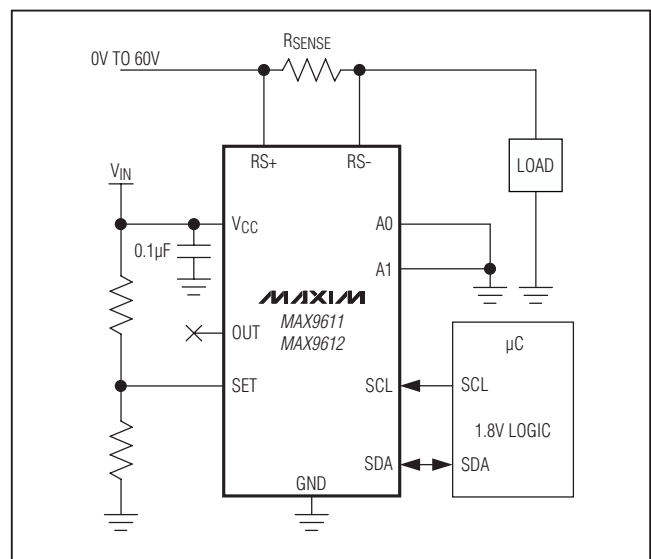 0V TO 60V
RSENSE
RS+
RS-
LOAD
VIN
VCC
A0
0.1µF
A1
MAXIM
MAX9611
MAX9612
OUT
SET
µC
SCL
SCL
1.8V LOGIC
SDA
SDA
GND